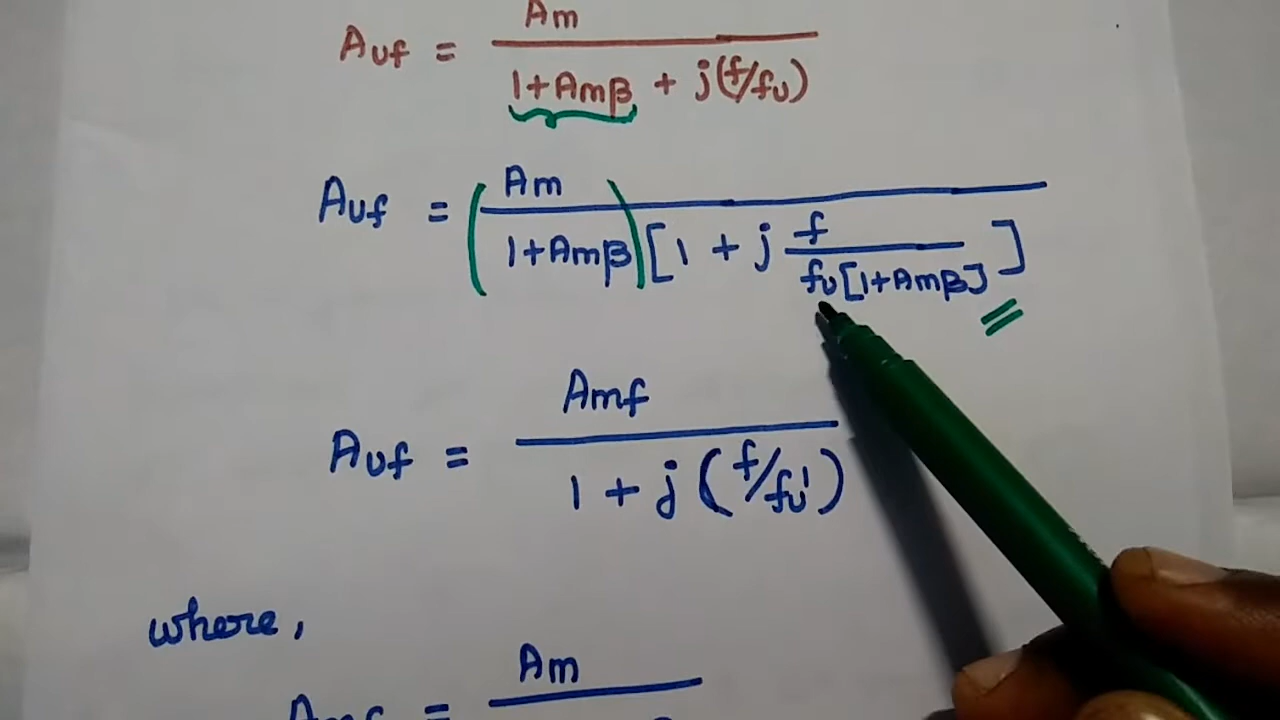 AUf = Am / 1+Amβ + j(f/fU)
AUf = (Am / 1+Amβ) [1 + j f / fU[1+Amβ]]
AUf = Amf / 1 + j(f/fU')
where,
Amf = Am